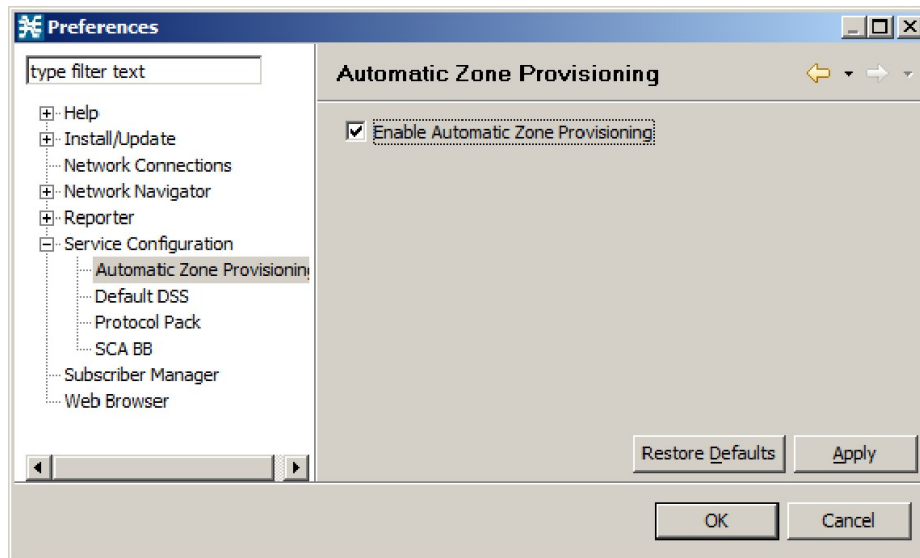 Preferences
type filter text
Automatic Zone Provisioning
Help
Install/Update
Network Connections
Network Navigator
Reporter
Service Configuration
Automatic Zone Provisioning
Default DSS
Protocol Pack
SCA BB
Subscriber Manager
Web Browser
Enable Automatic Zone Provisioning
Restore Defaults
Apply
OK
Cancel